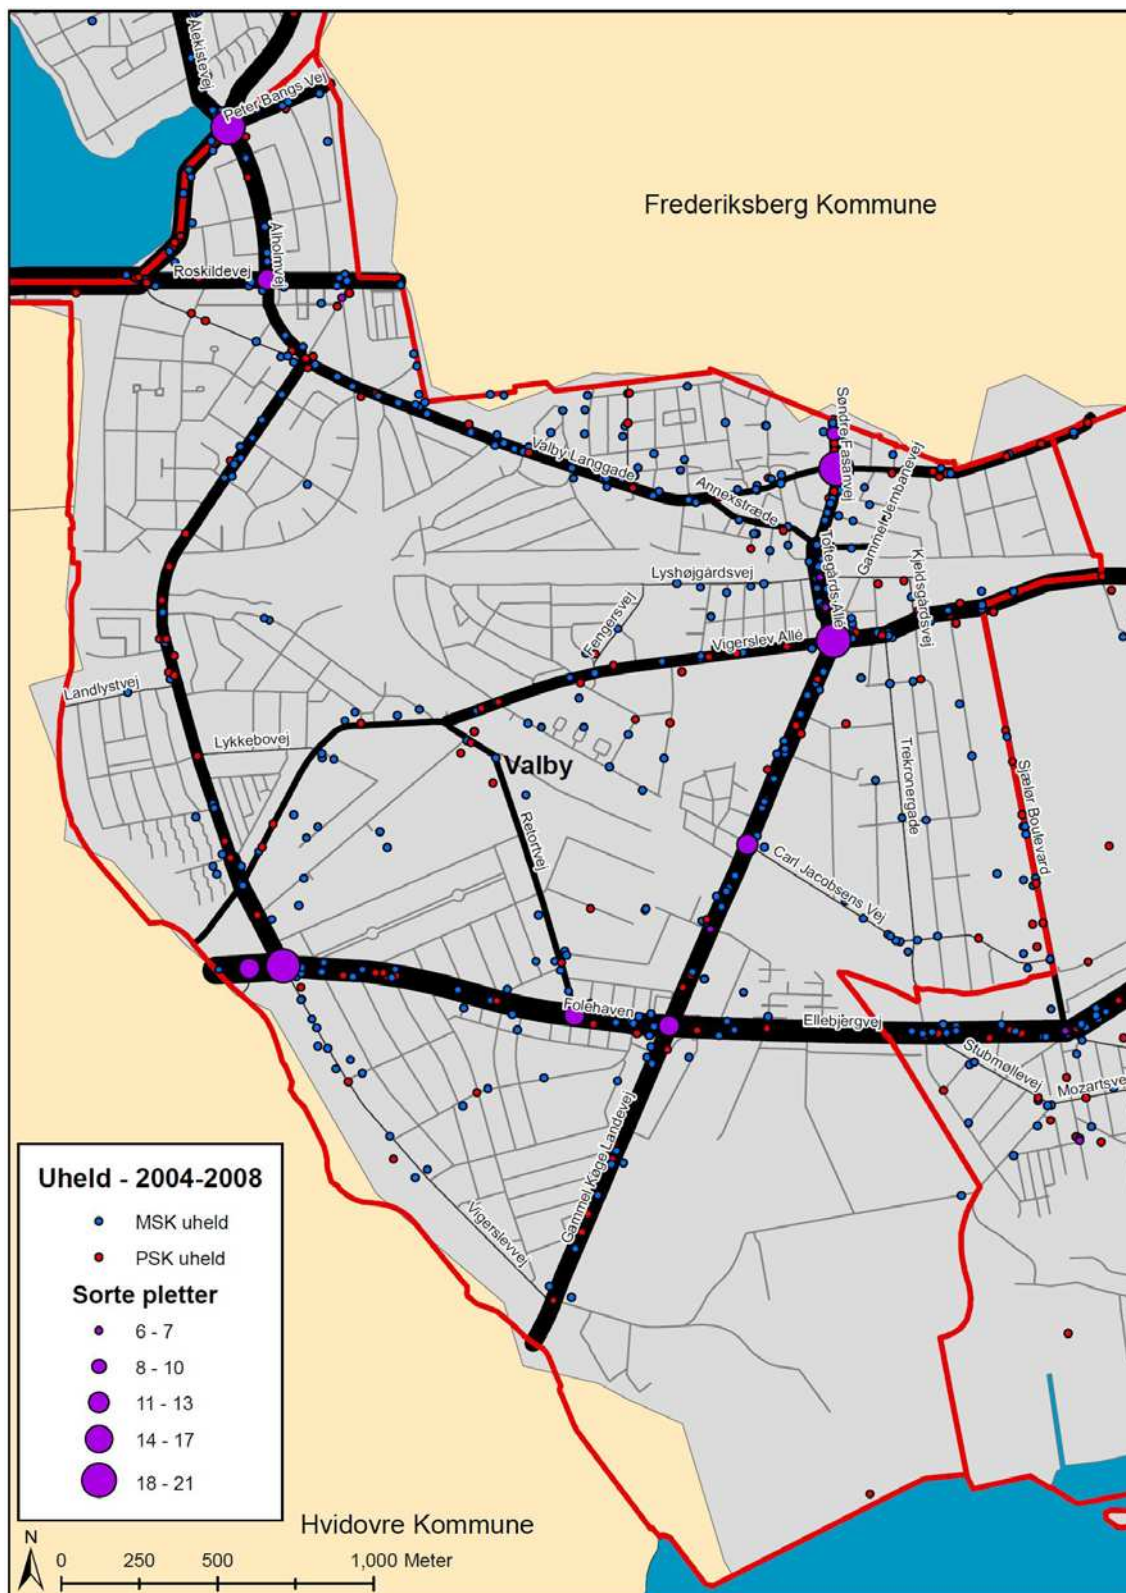 Ålekistevej
Peter Bangs Vej
Frederiksberg Kommune
Roskildevej
Ålholmvej
Søndre Fasanvej
Valby Langgade
Annexstræde
Gammel Jernbanevej
Toftegårds Allé
Lyshøjgårdsvej
Kjeldsgårdsvej
Fengersvej
Vigerslev Allé
Landlystvej
Lykkebovej
Valby
Trekronergade
Sjælør Boulevard
Retortvej
Carl Jacobsens Vej
Folehaven
Ellebjergvej
Stubmøllevej
Mozartsve
Gammel Køge Landevej
Vigerslevvej
Uheld - 2004-2008
MSK uheld
PSK uheld
Sorte pletter
6 - 7
8 - 10
11 - 13
14 - 17
18 - 21
Hvidovre Kommune
N
0 250 500 1,000 Meter